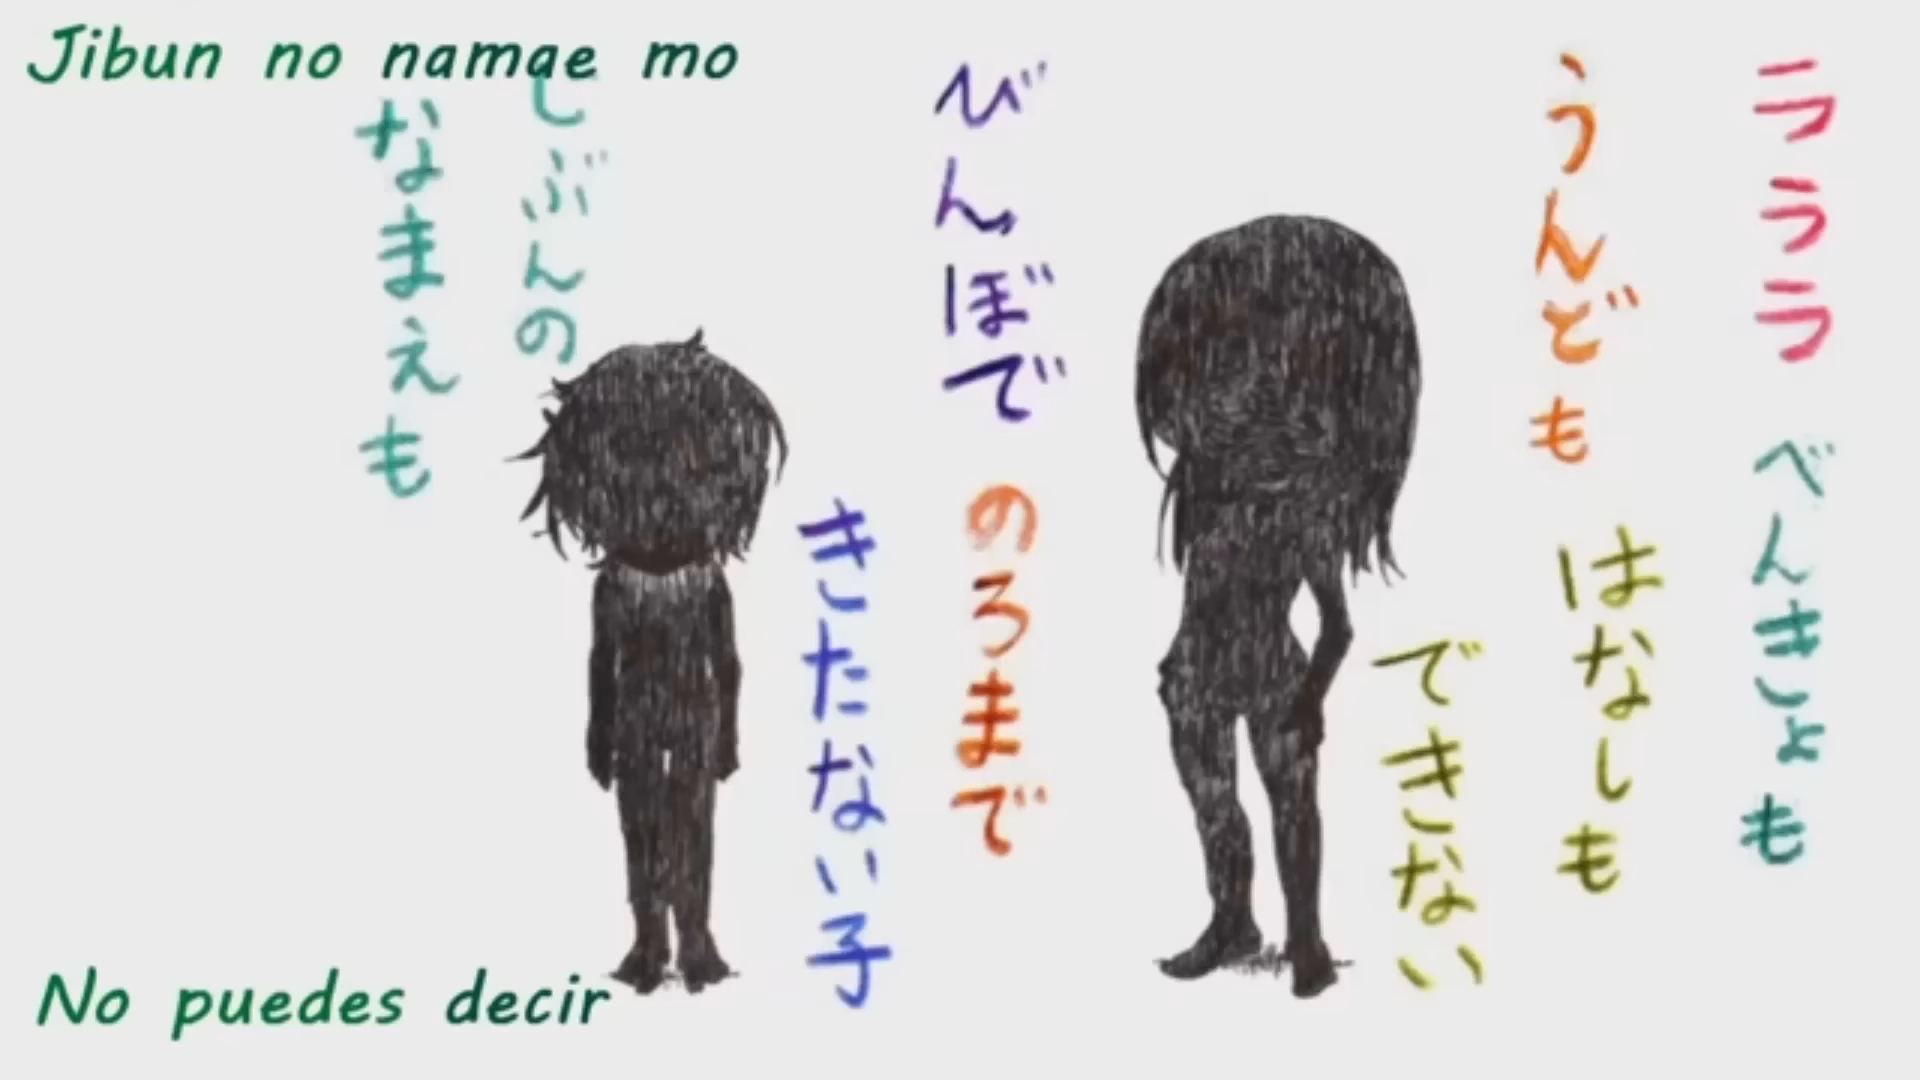 Jibun no namae mo
ラララ べんきょも
うんども はなしも
できない
びんぼで のろまで
きたない子
じぶんの
なまえも
No puedes decir